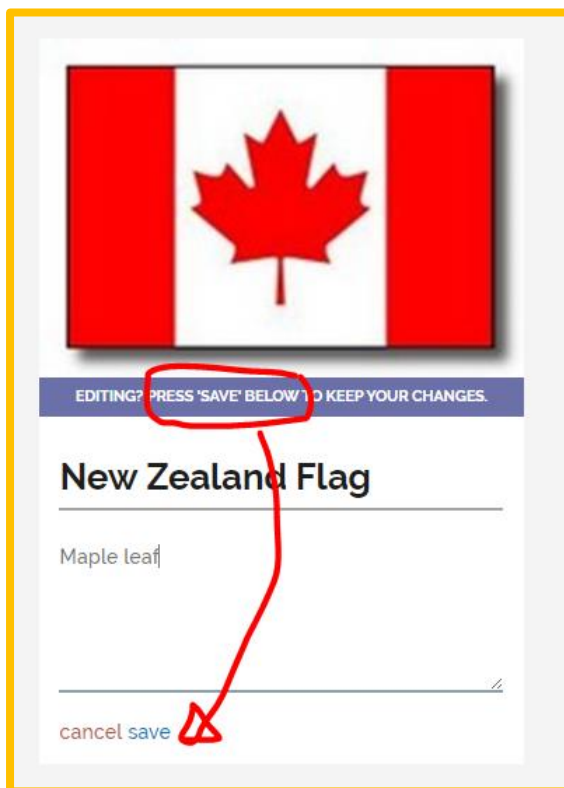 EDITING? PRESS 'SAVE' BELOW TO KEEP YOUR CHANGES.
New Zealand Flag
Maple leaf
cancel save